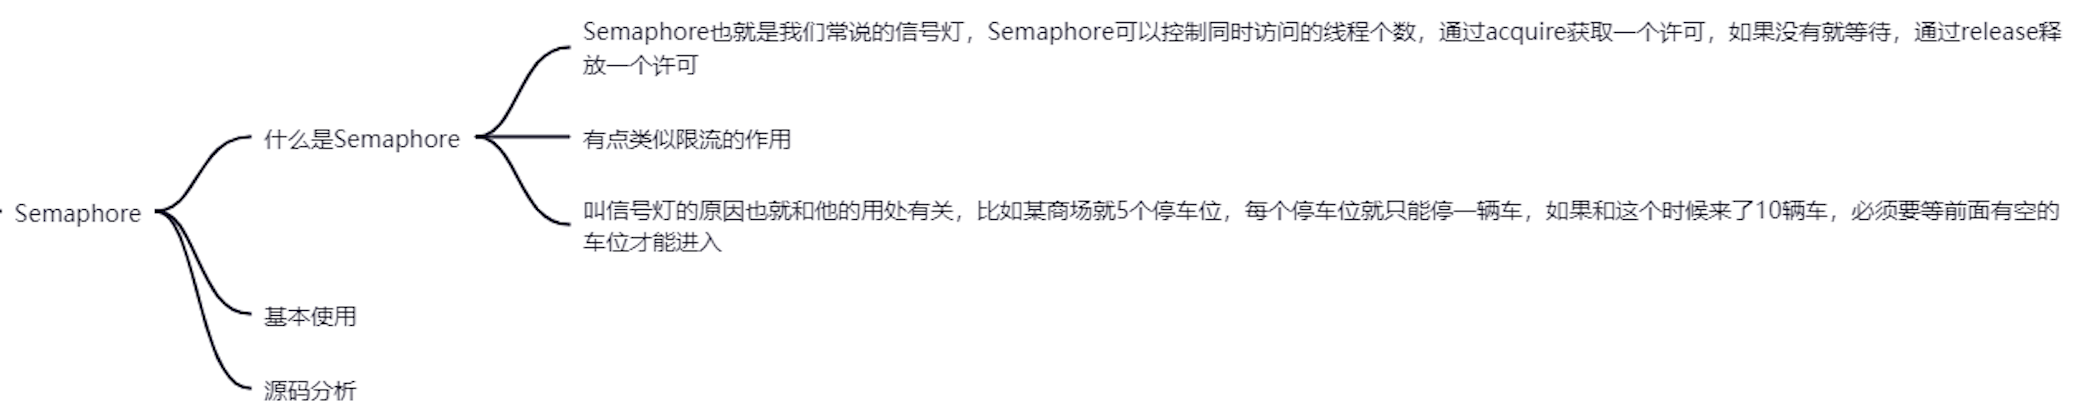 Semaphore也就是我们常说的信号灯，Semaphore可以控制同时访问的线程个数，通过acquire获取一个许可，如果没有就等待，通过release释
放一个许可
什么是Semaphore
有点类似限流的作用
Semaphore
叫信号灯的原因也就和他的用处有关，比如某商场就5个停车位，每个停车位就只能停一辆车，如果和这个时候来了10辆车，必须要等前面有空的
车位才能进入
基本使用
源码分析